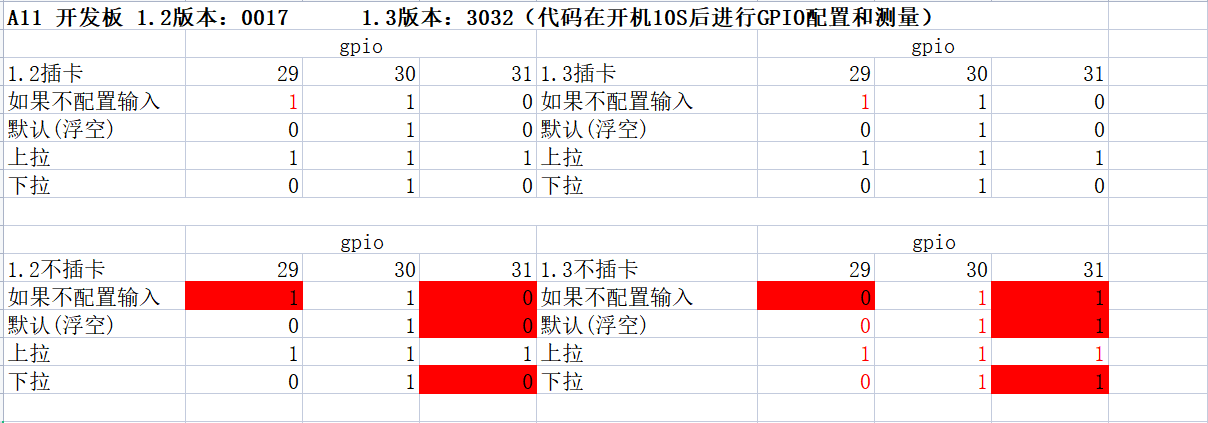 A11 开发板 1.2版本：0017 1.3版本：3032（代码在开机10S后进行GPIO配置和测量）
gpio gpio
1.2插卡 29 30 31 1.3插卡 29 30 31
如果不配置输入 1 1 0 如果不配置输入 1 1 0
默认(浮空) 0 1 0 默认(浮空) 0 1 0
上拉 1 1 1 上拉 1 1 1
下拉 0 1 0 下拉 0 1 0
gpio gpio
1.2不插卡 29 30 31 1.3不插卡 29 30 31
如果不配置输入 1 1 0 如果不配置输入 0 1 1
默认(浮空) 0 1 0 默认(浮空) 0 1 1
上拉 1 1 1 上拉 1 1 1
下拉 0 1 0 下拉 0 1 1